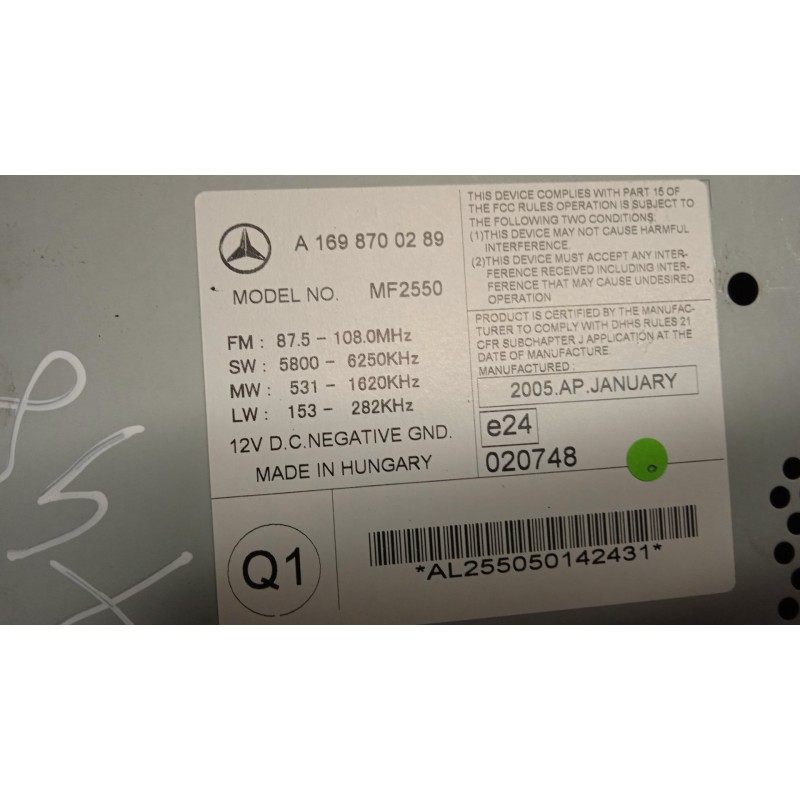 A 169 870 0289
MODEL NO. MF2550
FM : 87.5 - 108.0MHz
SW : 5800 - 6250KHz
MW : 531 - 1620KHz
LW : 153 - 282KHz
12V D.C.NEGATIVE GND.
MADE IN HUNGARY
THIS DEVICE COMPLIES WITH PART 15 OF
THE FCC RULES.OPERATION IS SUBJECT TO
THE FOLLOWING TWO CONDITIONS.
(1)THIS DEVICE MAY NOT CAUSE HARMFUL
INTERFERENCE.
(2)THIS DEVICE MUST ACCEPT ANY INTER-
FERENCE RECEIVED INCLUDING INTER-
FERENCE THAT MAY CAUSE UNDESIRED
OPERATION
PRODUCT IS CERTIFIED BY THE MANUFAC-
TURER TO COMPLY WITH DHHS RULES 21
CFR SUBCHAPTER J APPLICATION AT THE
DATE OF MANUFACTURE.
MANUFACTURED :
2005.AP.JANUARY
e24
020748
Q1
*AL255050142431*